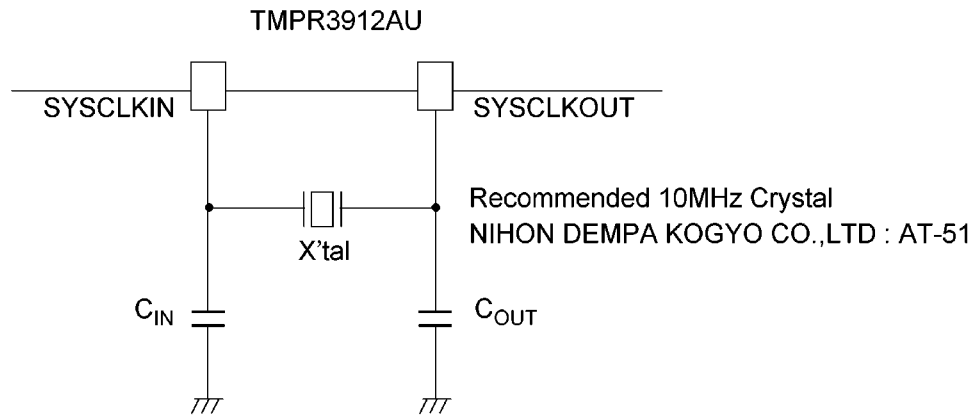 TMPR3912AU
SYSCLKIN
SYSCLKOUT
Recommended 10MHz Crystal
NIHON DEMPA KOGYO CO.,LTD : AT-51
X'tal
CIN
COUT